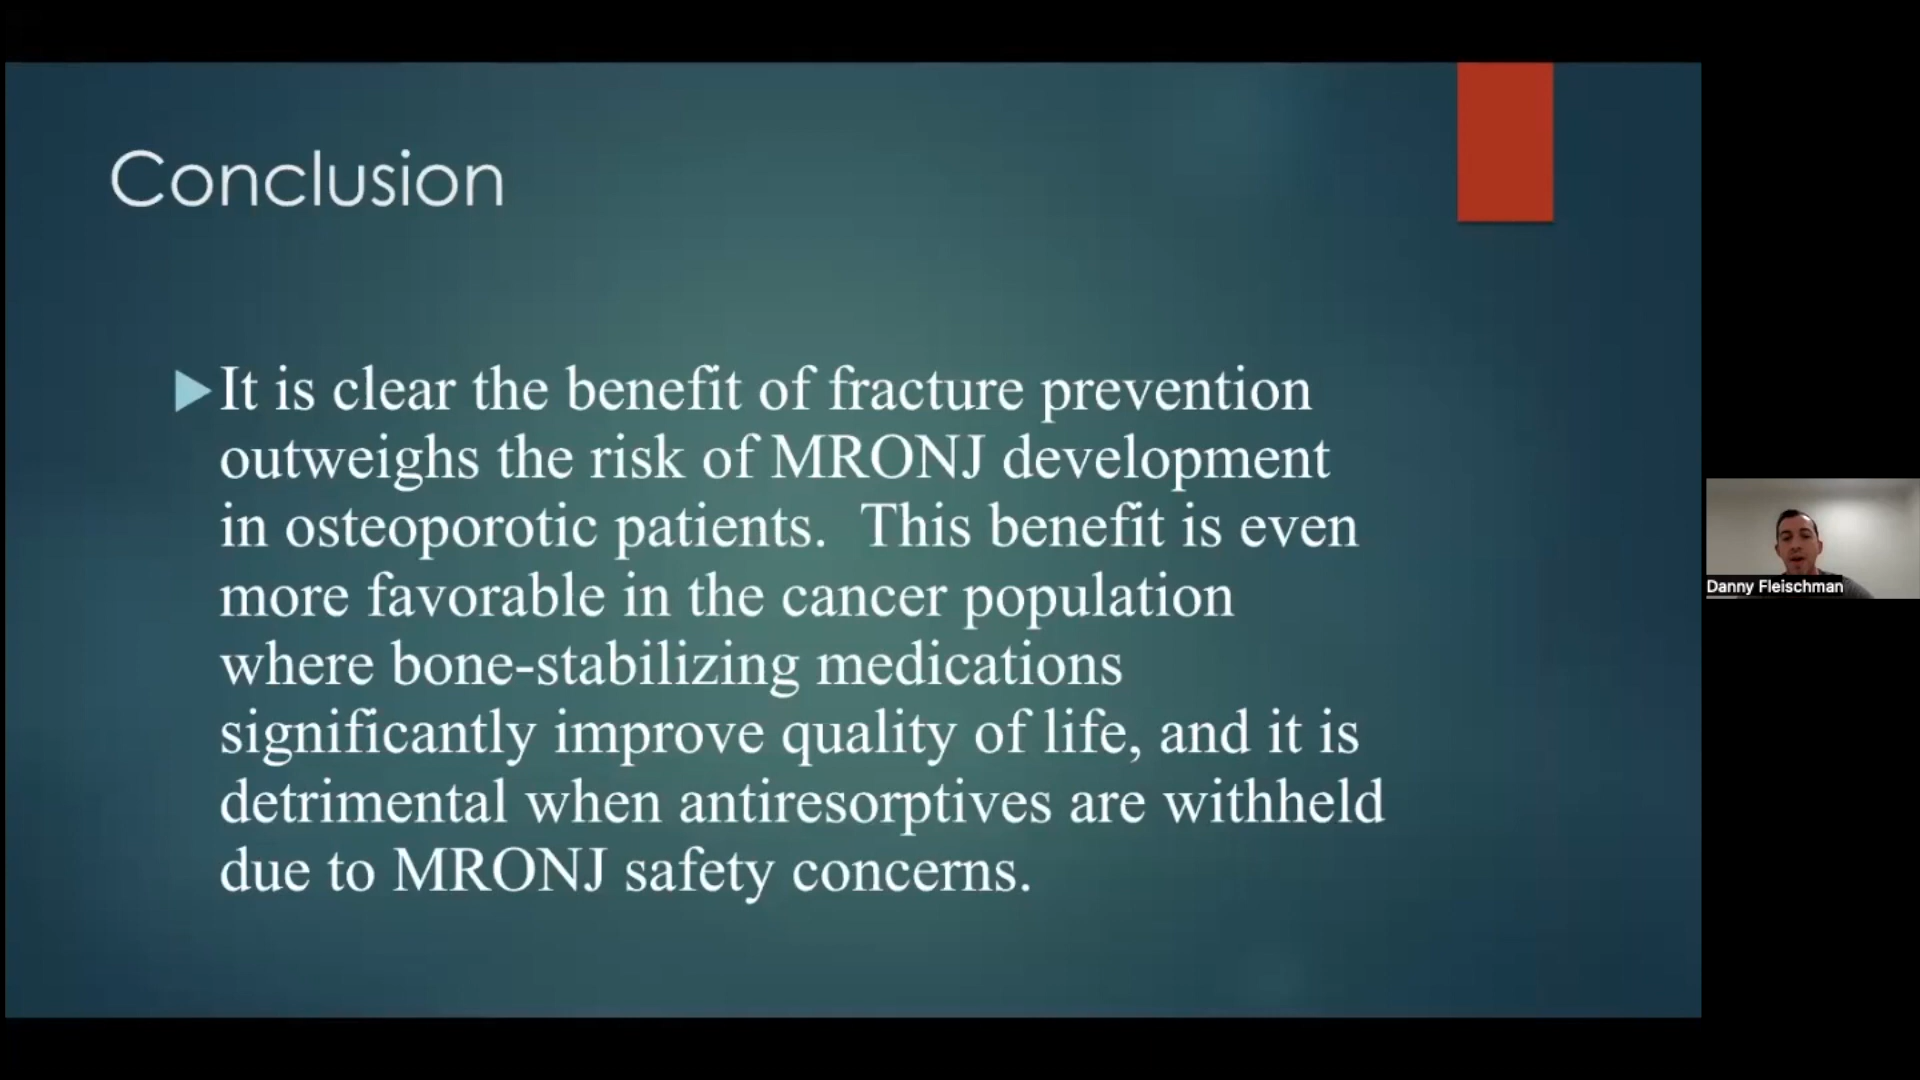 Conclusion
It is clear the benefit of fracture prevention
outweighs the risk of MRONJ development
in osteoporotic patients.  This benefit is even
more favorable in the cancer population
where bone-stabilizing medications
significantly improve quality of life, and it is
detrimental when antiresorptives are withheld
due to MRONJ safety concerns.
Danny Fleischman